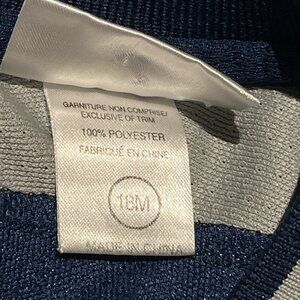 GARNITURE NON COMPRISE/
EXCLUSIVE OF TRIM
100% POLYESTER
FABRIQUÉ EN CHINE
18M
MADE IN CHINA